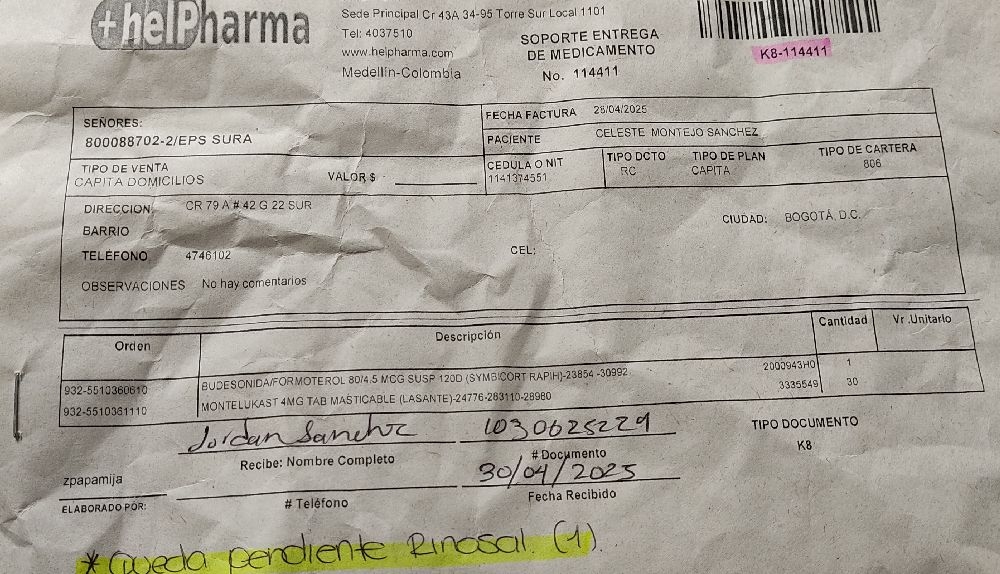 +helPharma
Sede Principal Cr 43A 34-95 Torre Sur Local 1101
Tel: 4037510
www.helpharma.com
Medellín-Colombia
SOPORTE ENTREGA
DE MEDICAMENTO
No. 114411
K8-114411
SEÑORES:
800088702-2/EPS SURA
FECHA FACTURA 28/04/2025
PACIENTE CELESTE MONTEJO SANCHEZ
TIPO DE VENTA
CAPITA DOMICILIOS
VALOR $
CEDULA O NIT
1141374551
TIPO DCTO
RC
TIPO DE PLAN
CAPITA
TIPO DE CARTERA
806
DIRECCION CR 79 A # 42 G 22 SUR
CIUDAD: BOGOTÁ, D.C.
BARRIO
TELÉFONO 4746102
CEL:
OBSERVACIONES No hay comentarios
Orden Descripción Cantidad Vr .Unitario
932-5510360610 BUDESONIDA/FORMOTEROL 80/4.5 MCG SUSP 120D (SYMBICORT RAPIH)-23854 -30992 2000943H0 1
932-5510361110 MONTELUKAST 4MG TAB MASTICABLE (LASANTE)-24776-283110-28980 3335549 30
Jordan Sanchez 1030625229
Recibe: Nombre Completo # Documento
TIPO DOCUMENTO
K8
zpapamija 30/04/2025
ELABORADO POR: # Teléfono Fecha Recibido
* Queda pendiente Rinosal. (1).